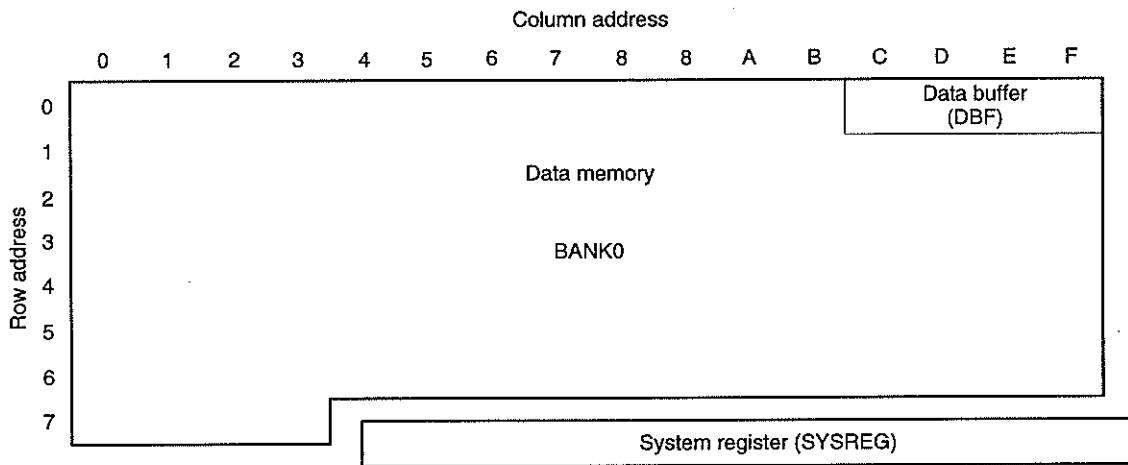 Column address
0 1 2 3 4 5 6 7 8 8 A B C D E F
0 Data buffer
(DBF)
1
Data memory
2
3 BANK0
Row address
4
5
6
7 System register (SYSREG)